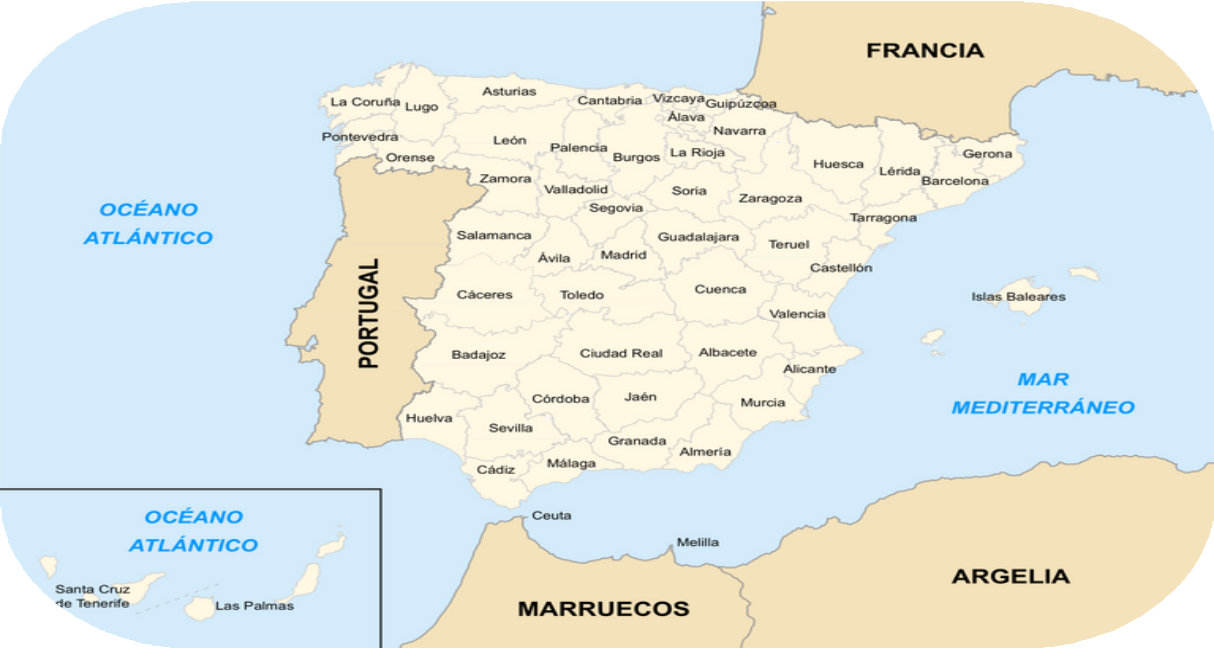 FRANCIA
Asturias
La Coruña
Lugo
Cantabria
Vizcaya
Guipúzcoa
Álava
Navarra
Pontevedra
León
Palencia
Orense
Burgos
La Rioja
Huesca
Lérida
Gerona
Barcelona
Zamora
Valladolid
Soria
Zaragoza
Segovia
Tarragona
OCÉANO
ATLÁNTICO
Salamanca
Guadalajara
Teruel
Ávila
Madrid
Castellón
PORTUGAL
Cáceres
Toledo
Cuenca
Islas Baleares
Valencia
Badajoz
Ciudad Real
Albacete
Alicante
MAR
MEDITERRÁNEO
Córdoba
Jaén
Murcia
Huelva
Sevilla
Granada
Almería
Cádiz
Málaga
Ceuta
Melilla
OCÉANO
ATLÁNTICO
Santa Cruz
de Tenerife
Las Palmas
MARRUECOS
ARGELIA